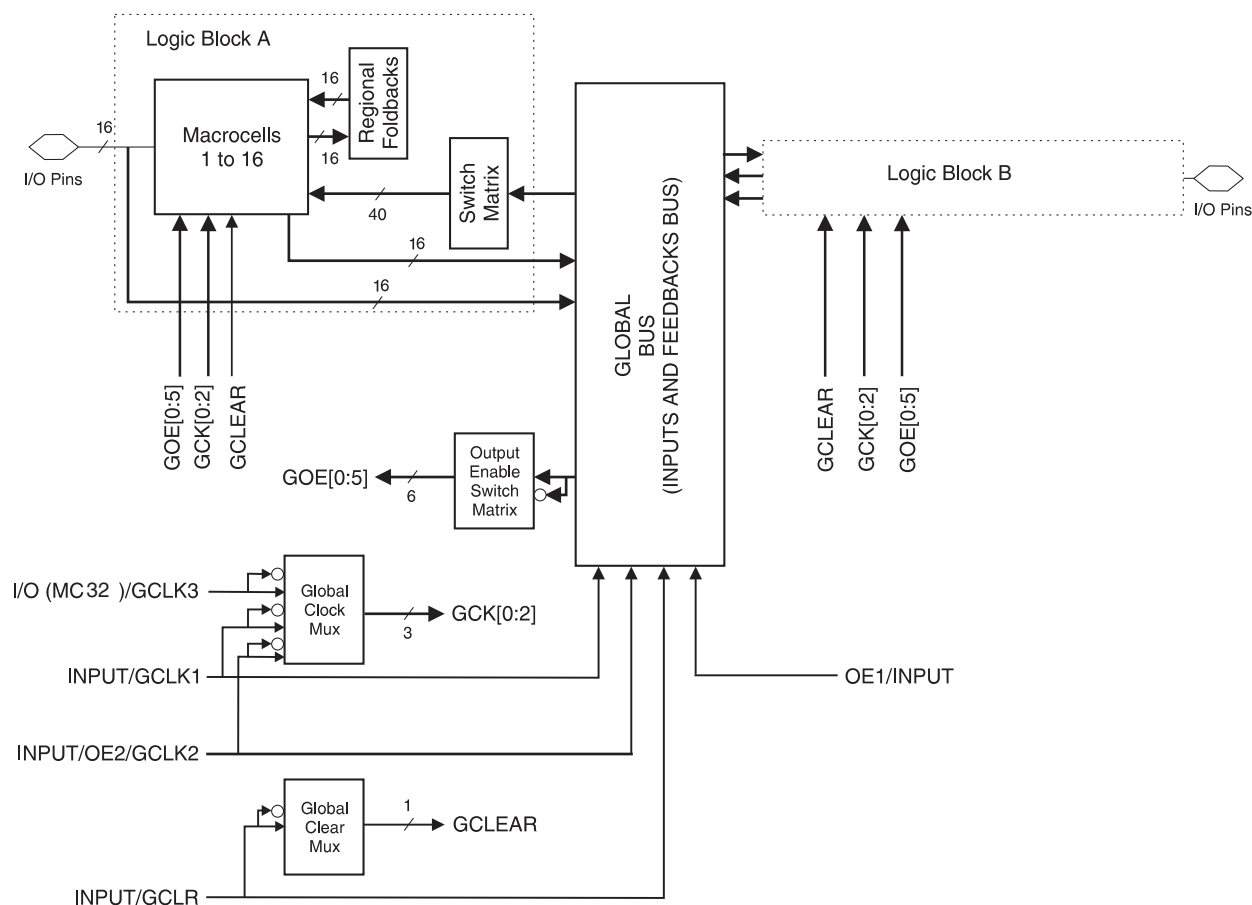 Logic Block A
16
Regional
Foldbacks
16
Macrocells
1 to 16
16
I/O Pins
Switch
Matrix
40
16
16
GOE[0:5]
GCK[0:2]
GCLEAR
GLOBAL
BUS
(INPUTS AND FEEDBACKS BUS)
Logic Block B
I/O Pins
GCLEAR
GCK[0:2]
GOE[0:5]
GOE[0:5]
6
Output
Enable
Switch
Matrix
I/O (MC32 )/GCLK3
Global
Clock
Mux
3
GCK[0:2]
INPUT/GCLK1
OE1/INPUT
INPUT/OE2/GCLK2
Global
Clear
Mux
1
GCLEAR
INPUT/GCLR